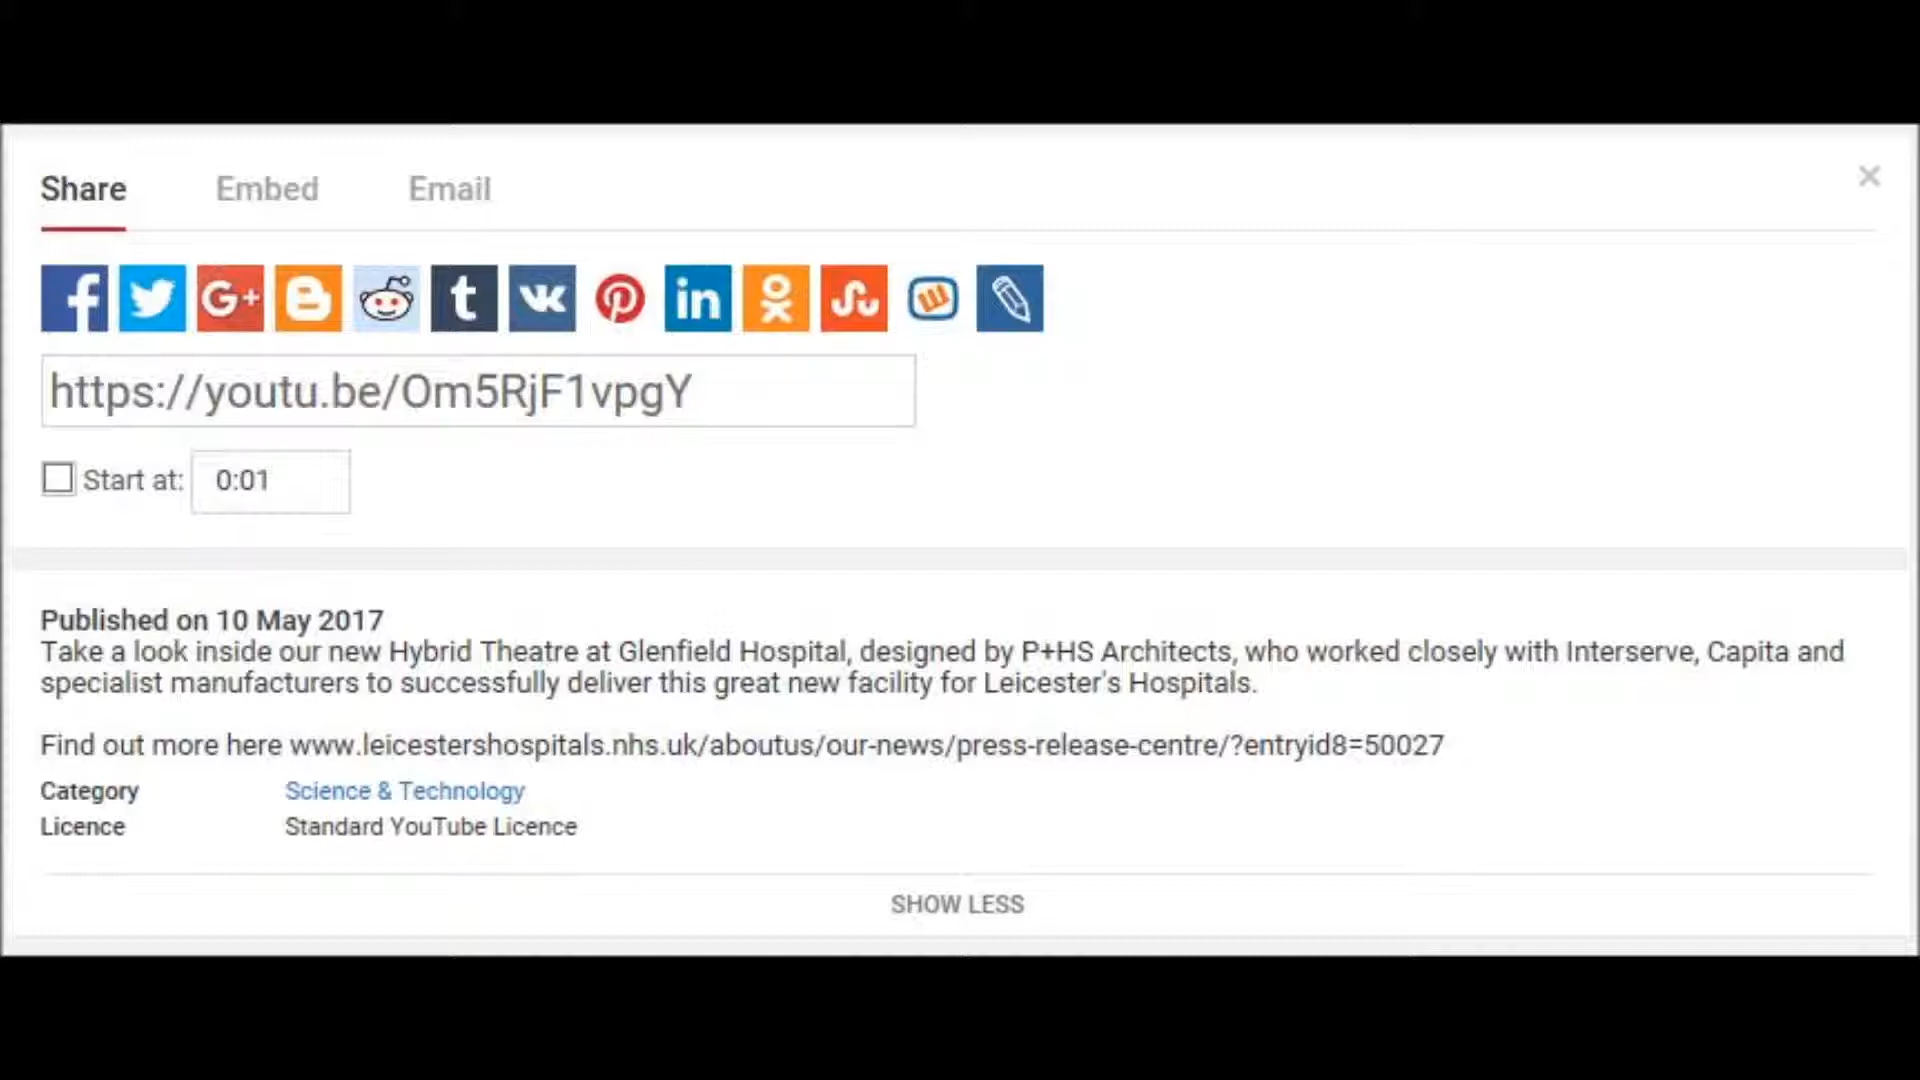 Share Embed Email
https://youtu.be/Om5RjF1vpgY
Start at: 0:01
Published on 10 May 2017
Take a look inside our new Hybrid Theatre at Glenfield Hospital, designed by P+HS Architects, who worked closely with Interserve, Capita and
specialist manufacturers to successfully deliver this great new facility for Leicester's Hospitals.
Find out more here www.leicestershospitals.nhs.uk/aboutus/our-news/press-release-centre/?entryid8=50027
Category Science & Technology
Licence Standard YouTube Licence
SHOW LESS